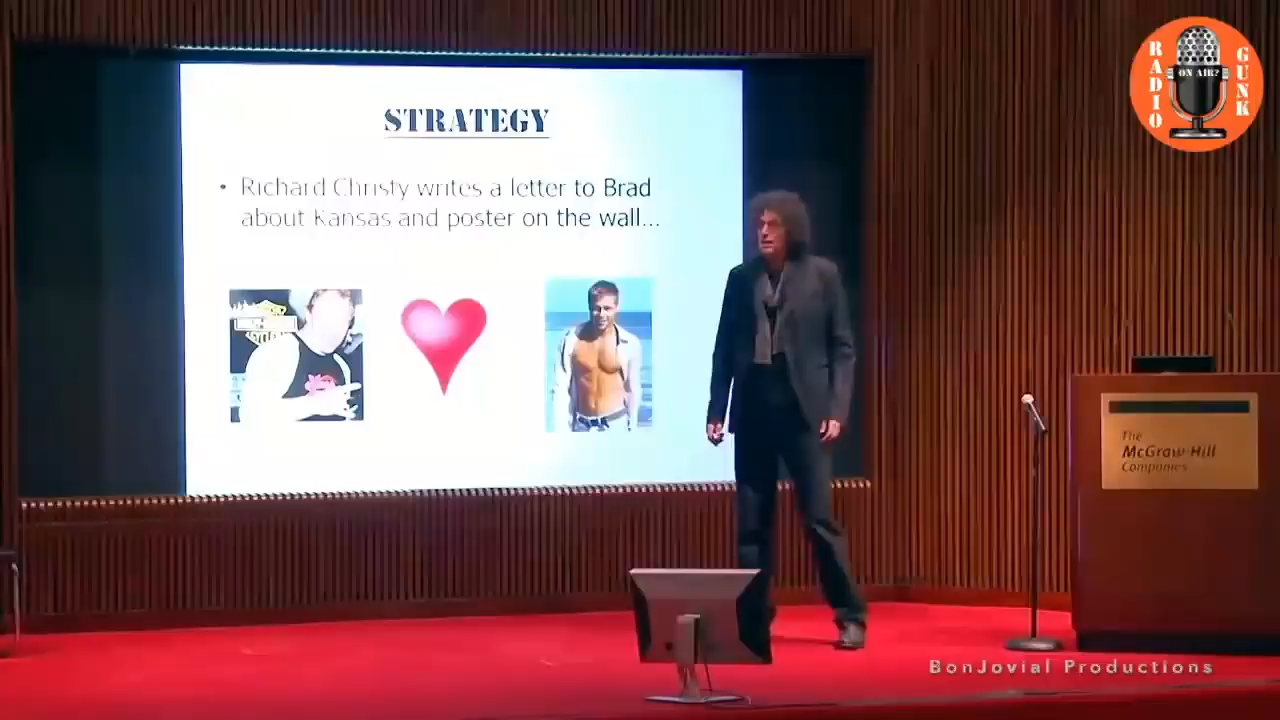 STRATEGY
• Richard Christy writes a letter to Brad
about Kansas and poster on the wall...
RADIO
GUNK
ON AIR?
The
McGraw·Hill
Companies
BonJovial Productions